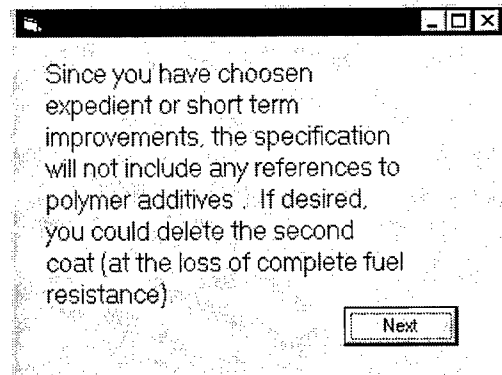 Since you have choosen
expedient or short term
improvements, the specification
will not include any references to
polymer additives . If desired,
you could delete the second
coat (at the loss of complete fuel
resistance)
Next